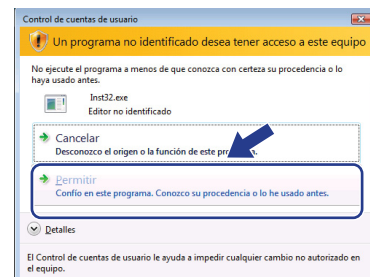 Control de cuentas de usuario
Un programa no identificado desea tener acceso a este equipo
No ejecute el programa a menos de que conozca con certeza su procedencia o lo
haya usado antes.
Inst32.exe
Editor no identificado
Cancelar
Desconozco el origen o la función de este
Permitir
Confío en este programa. Conozco su procedencia o lo he usado antes.
Detalles
El Control de cuentas de usuario le ayuda a impedir cualquier cambio no autorizado en
el equipo.